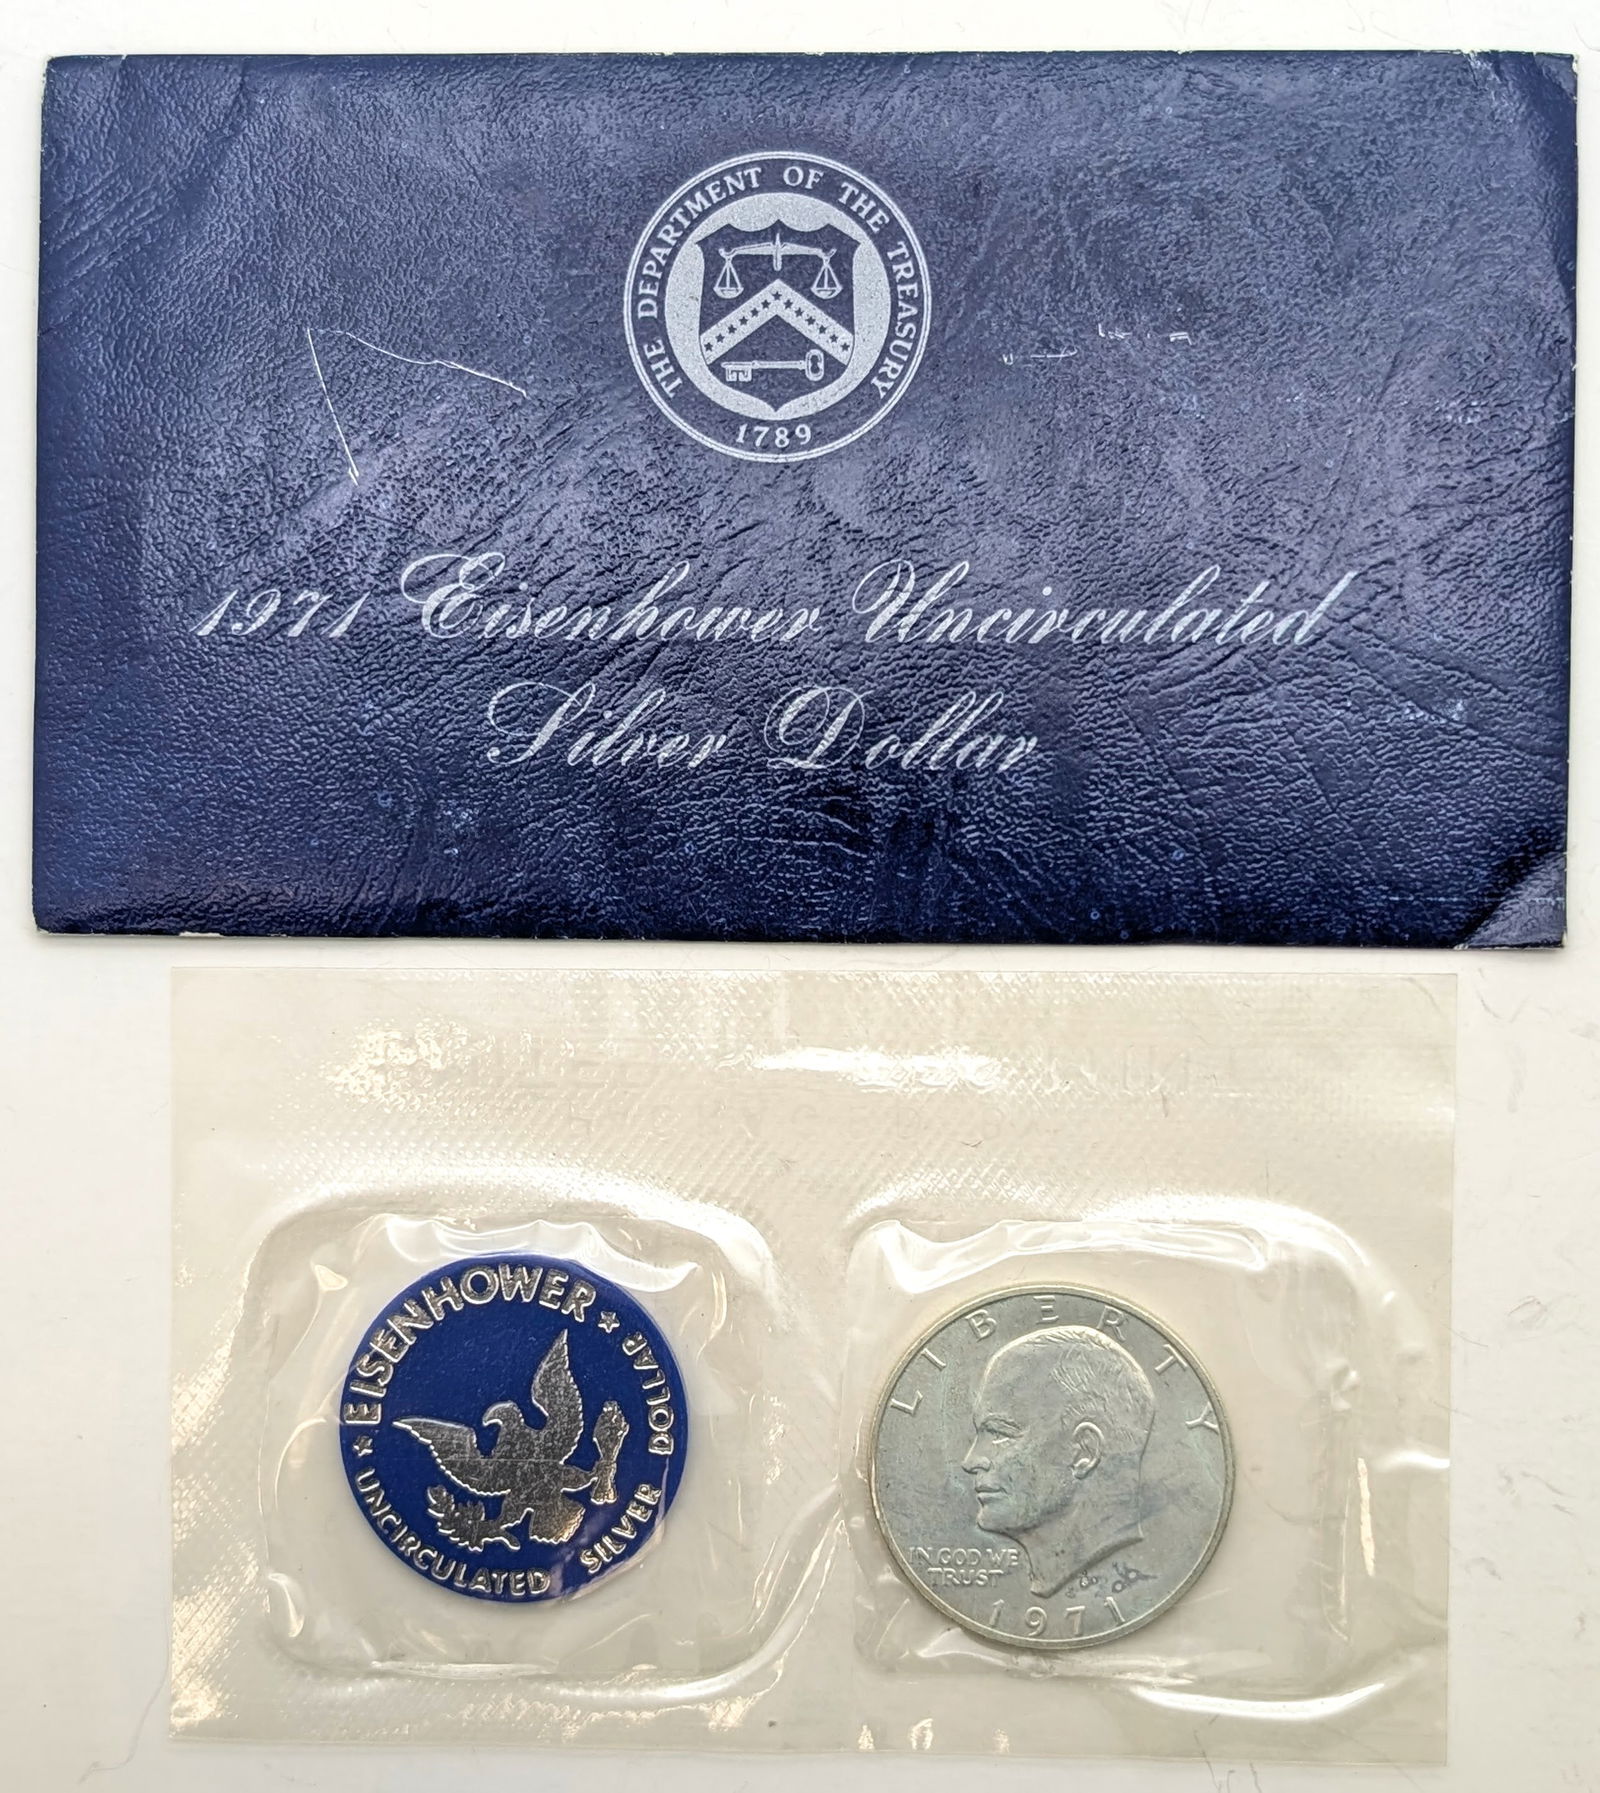 THE DEPARTMENT OF THE TREASURY
1789
1971 Eisenhower Uncirculated
Silver Dollar
EISENHOWER
UNCIRCULATED SILVER DOLLAR
LIBERTY
IN GOD WE
TRUST
1971